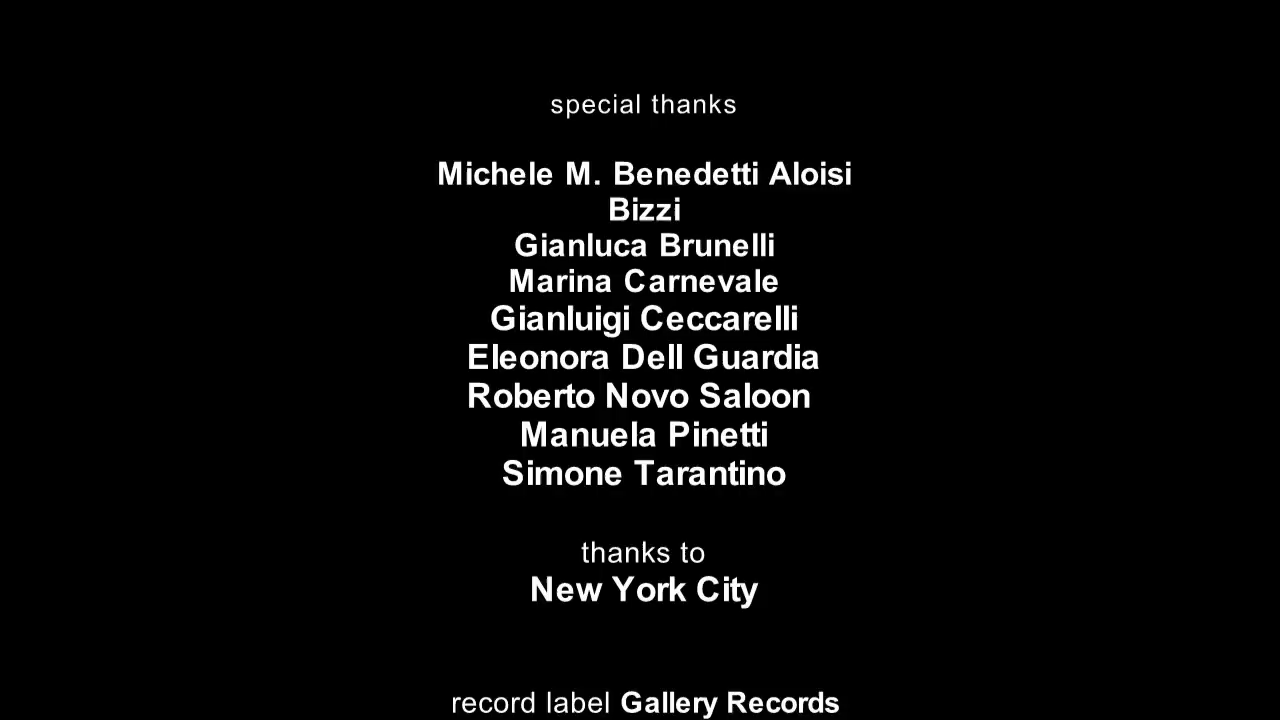 special thanks
Michele M. Benedetti Aloisi
Bizzi
Gianluca Brunelli
Marina Carnevale
Gianluigi Ceccarelli
Eleonora Dell Guardia
Roberto Novo Saloon
Manuela Pinetti
Simone Tarantino
thanks to
New York City
record label Gallery Records